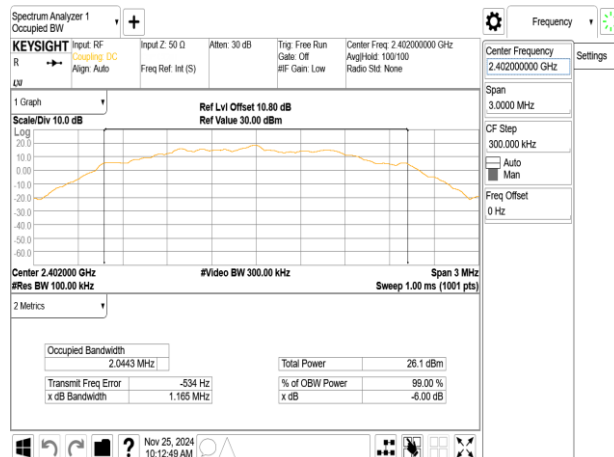 Spectrum Analyzer 1
Occupied BW
Frequency
KEYSIGHT
R
LXI
Input: RF
Coupling: DC
Align: Auto
Input Z: 50 Ω
Freq Ref: Int (S)
Atten: 30 dB
Trig: Free Run
Gate: Off
#IF Gain: Low
Center Freq: 2.402000000 GHz
Avg|Hold: 100/100
Radio Std: None
Center Frequency
2.402000000 GHz
Settings
Span
3.0000 MHz
CF Step
300.000 kHz
Auto
Man
Freq Offset
0 Hz
1 Graph
Scale/Div 10.0 dB
Ref Lvl Offset 10.80 dB
Ref Value 30.00 dBm
Log
20.0
10.0
0.00
-10.0
-20.0
-30.0
-40.0
-50.0
-60.0
Center 2.402000 GHz
#Video BW 300.00 kHz
Span 3 MHz
#Res BW 100.00 kHz
Sweep 1.00 ms (1001 pts)
2 Metrics
Occupied Bandwidth
2.0443 MHz
Total Power 26.1 dBm
Transmit Freq Error -534 Hz
% of OBW Power 99.00 %
x dB Bandwidth 1.165 MHz
x dB -6.00 dB
Nov 25, 2024
10:12:49 AM